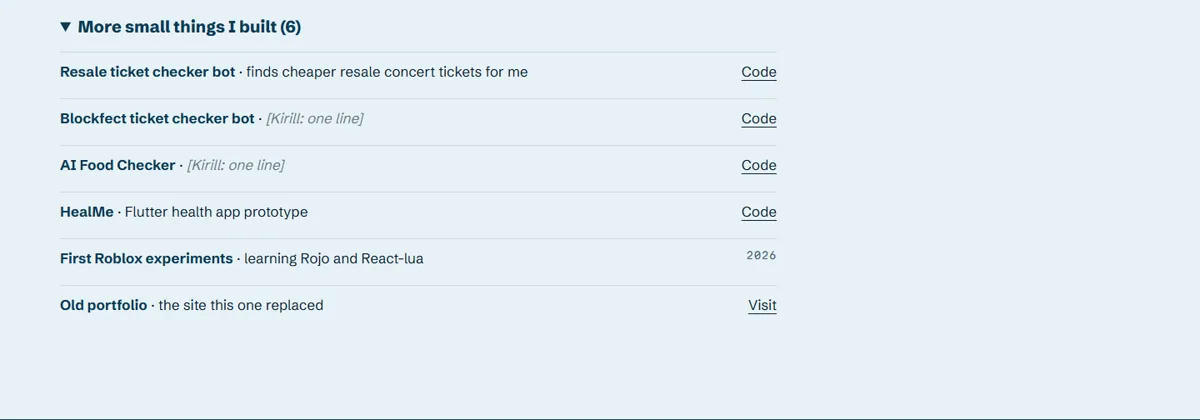 ▼ More small things I built (6)
Resale ticket checker bot · finds cheaper resale concert tickets for me Code
Blockfect ticket checker bot · [Kirill: one line] Code
AI Food Checker · [Kirill: one line] Code
HealMe · Flutter health app prototype Code
First Roblox experiments · learning Rojo and React-lua 2026
Old portfolio · the site this one replaced Visit